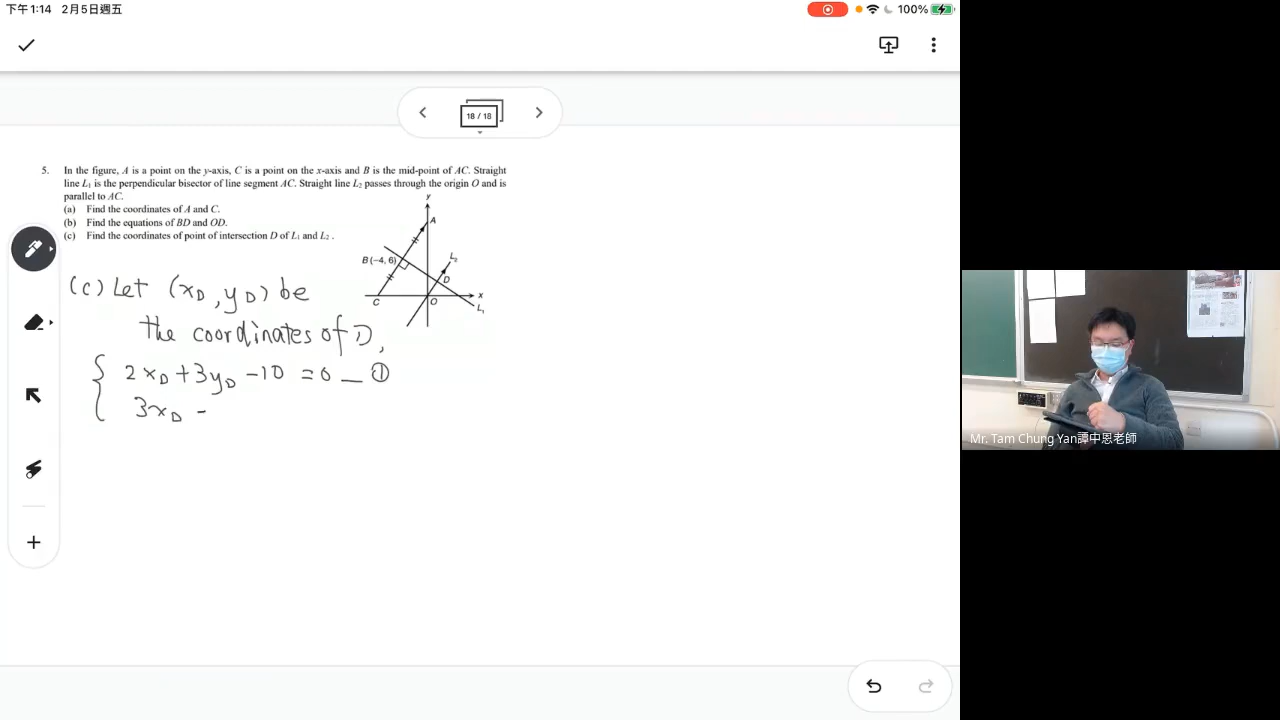 下午1:14 2月5日週五
100%
18 / 18
5. In the figure, A is a point on the y-axis, C is a point on the x-axis and B is the mid-point of AC. Straight
line L₁ is the perpendicular bisector of line segment AC. Straight line L₂ passes through the origin O and is
parallel to AC.
(a) Find the coordinates of A and C.
(b) Find the equations of BD and OD.
(c) Find the coordinates of point of intersection D of L₁ and L₂ .
y
A
B (−4, 6)
L₂
D
C
O
x
L₁
(c) Let (x_D, y_D) be
the coordinates of D,
2x_D + 3y_D − 10 = 0 — ①
3x_D −
Mr. Tam Chung Yan譚中恩老師